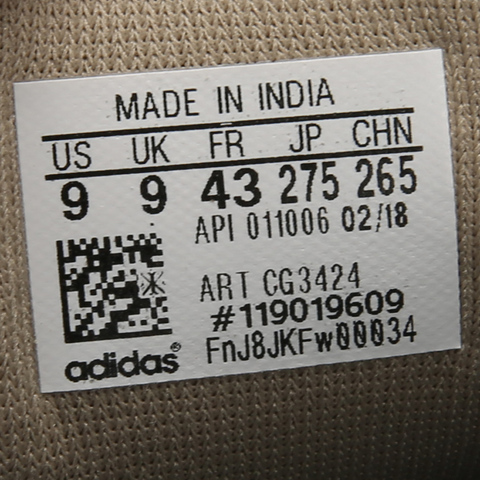 MADE IN INDIA
US UK FR JP CHN
9 9 43 275 265
API 011006 02/18
ART CG3424
#119019609
FnJ8JKFw00034
adidas®